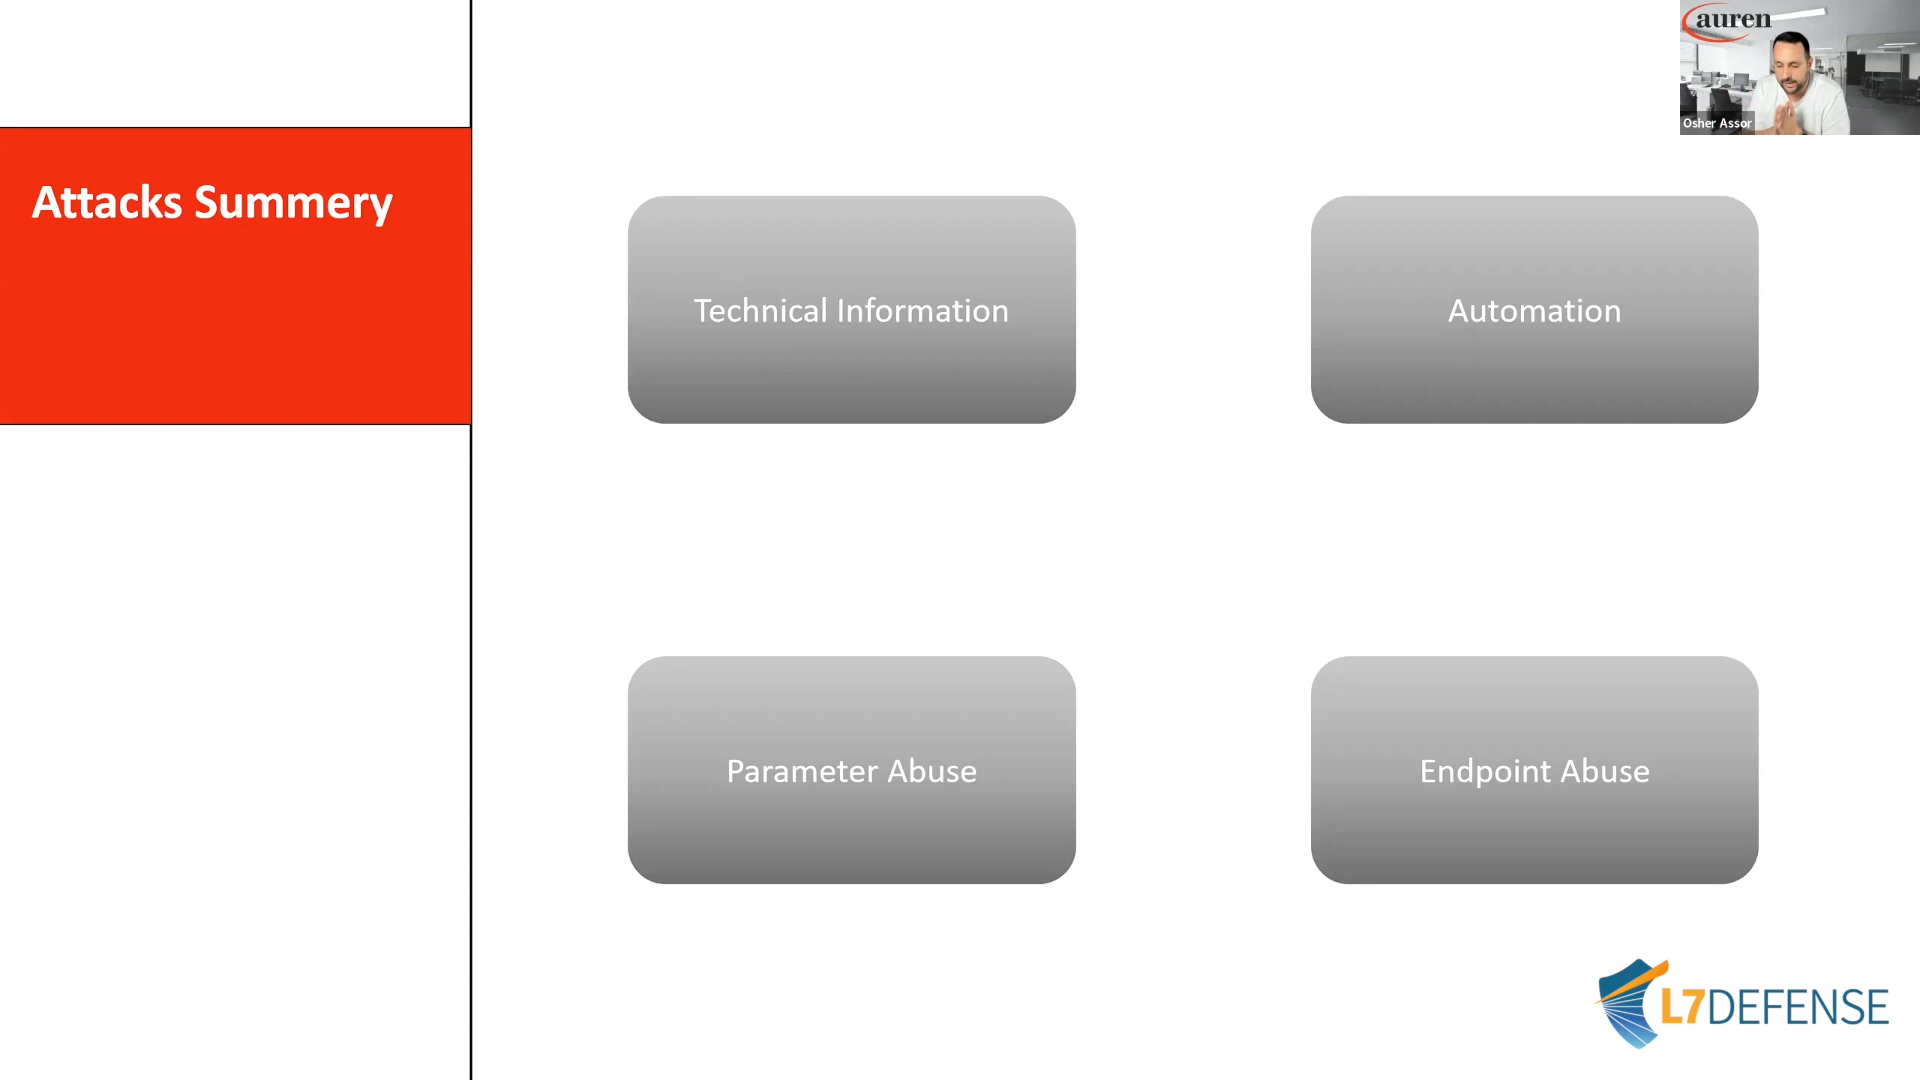 auren
Osher Assor
Attacks Summery
Technical Information
Automation
Parameter Abuse
Endpoint Abuse
L7DEFENSE